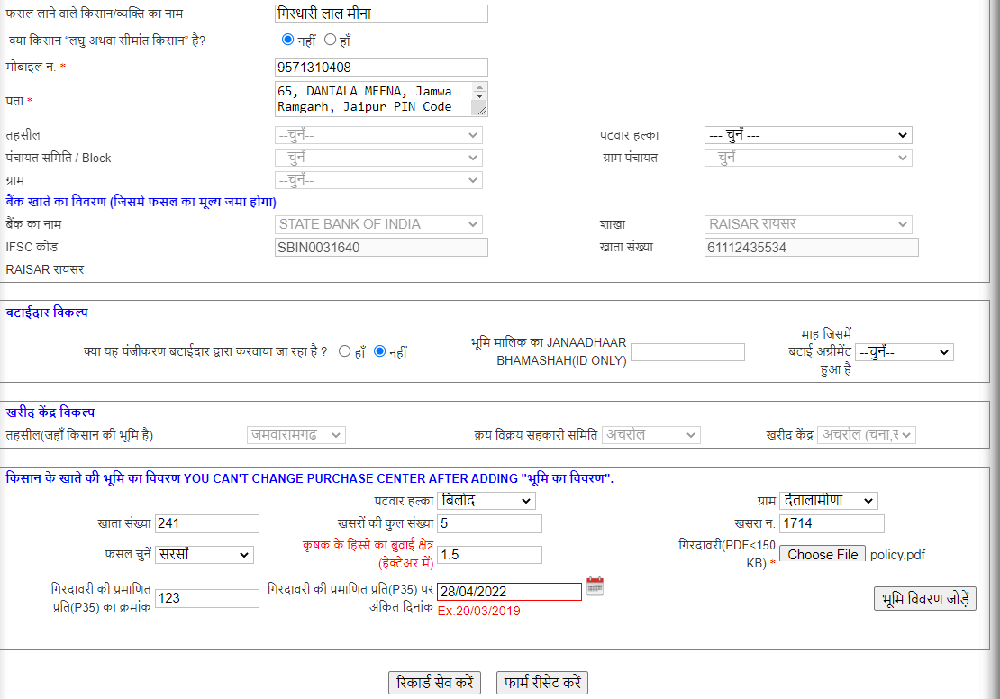 फसल लाने वाले किसान/व्यक्ति का नाम गिरधारी लाल मीना
क्या किसान “लघु अथवा सीमांत किसान” है? नहीं हाँ
मोबाइल न. * 9571310408
पता * 65, DANTALA MEENA, Jamwa
Ramgarh, Jaipur PIN Code
तहसील --चुनें-- पटवार हल्का --- चुनें ---
पंचायत समिति / Block --चुनें-- ग्राम पंचायत --चुनें--
ग्राम --चुनें--
बैंक खाते का विवरण (जिसमे फसल का मूल्य जमा होगा)
बैंक का नाम STATE BANK OF INDIA शाखा RAISAR रायसर
IFSC कोड SBIN0031640 खाता संख्या 61112435534
RAISAR रायसर
बटाईदार विकल्प
क्या यह पंजीकरण बटाईदार द्वारा करवाया जा रहा है ? हाँ नहीं
भूमि मालिक का JANAADHAAR
BHAMASHAH(ID ONLY)
माह जिसमें
बटाई अग्रीमेंट --चुनें--
हुआ है
खरीद केंद्र विकल्प
तहसील(जहाँ किसान की भूमि है) जमवारामगढ क्रय विक्रय सहकारी समिति अचरोल खरीद केंद्र अचरोल (चना,स
किसान के खाते की भूमि का विवरण YOU CAN'T CHANGE PURCHASE CENTER AFTER ADDING "भूमि का विवरण".
पटवार हल्का बिलोद ग्राम दंतालामीणा
खाता संख्या 241 खसरों की कुल संख्या 5 खसरा न. 1714
फसल चुनें सरसों
कृषक के हिस्से का बुवाई क्षेत्र
(हेक्टेअर में) 1.5
गिरदावरी(PDF<150
KB) * Choose File policy.pdf
गिरदावरी की प्रमाणित
प्रति(P35) का क्रमांक 123
गिरदावरी की प्रमाणित प्रति(P35) पर
अंकित दिनांक 28/04/2022
Ex.20/03/2019
भूमि विवरण जोड़ें
रिकार्ड सेव करें फार्म रीसेट करें